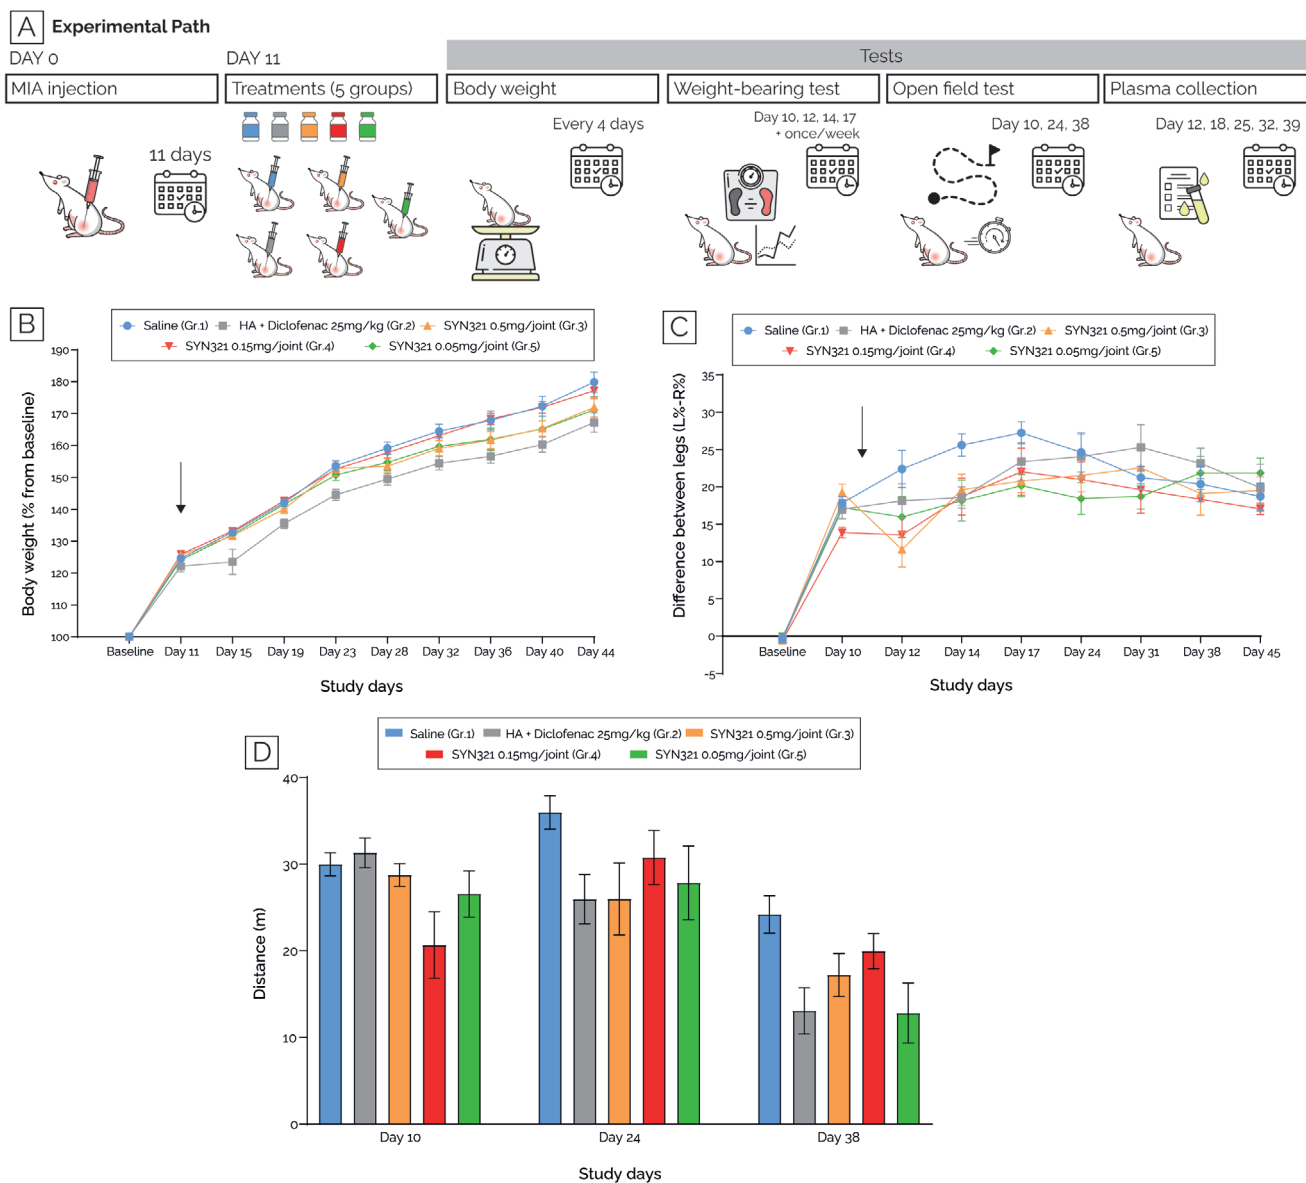 A Experimental Path
DAY 0
DAY 11
Tests
MIA injection
Treatments (5 groups)
Body weight
Weight-bearing test
Open field test
Plasma collection
11 days
Every 4 days
Day 10, 12, 14, 17
+ once/week
Day 10, 24, 38
Day 12, 18, 25, 32, 39
B
Saline (Gr.1) HA + Diclofenac 25mg/kg (Gr.2) SYN321 0.5mg/joint (Gr.3)
SYN321 0.15mg/joint (Gr.4) SYN321 0.05mg/joint (Gr.5)
Body weight (% from baseline)
190
180
170
160
150
140
130
120
110
100
Baseline Day 11 Day 15 Day 19 Day 23 Day 28 Day 32 Day 36 Day 40 Day 44
Study days
C
Saline (Gr.1) HA + Diclofenac 25mg/kg (Gr.2) SYN321 0.5mg/joint (Gr.3)
SYN321 0.15mg/joint (Gr.4) SYN321 0.05mg/joint (Gr.5)
Difference between legs (L%-R%)
35
30
25
20
15
10
5
0
-5
Baseline Day 10 Day 12 Day 14 Day 17 Day 24 Day 31 Day 38 Day 45
Study days
D
Saline (Gr.1) HA + Diclofenac 25mg/kg (Gr.2) SYN321 0.5mg/joint (Gr.3)
SYN321 0.15mg/joint (Gr.4) SYN321 0.05mg/joint (Gr.5)
Distance (m)
40
30
20
10
0
Day 10 Day 24 Day 38
Study days